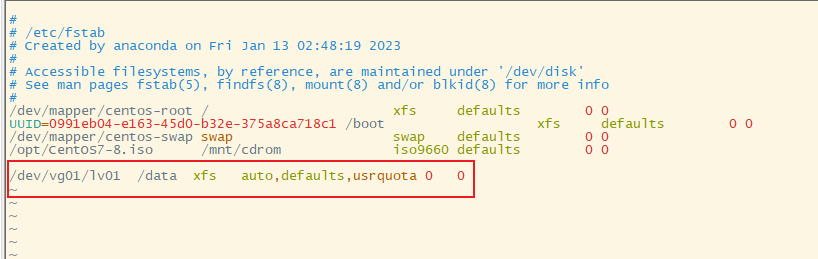 #
# /etc/fstab
# Created by anaconda on Fri Jan 13 02:48:19 2023
#
# Accessible filesystems, by reference, are maintained under '/dev/disk'
# See man pages fstab(5), findfs(8), mount(8) and/or blkid(8) for more info
#
/dev/mapper/centos-root / xfs defaults 0 0
UUID=0991eb04-e163-45d0-b32e-375a8ca718c1 /boot xfs defaults 0 0
/dev/mapper/centos-swap swap swap defaults 0 0
/opt/CentOS7-8.iso /mnt/cdrom iso9660 defaults 0 0
/dev/vg01/lv01 /data xfs auto,defaults,usrquota 0 0
~
~
~
~
~
~